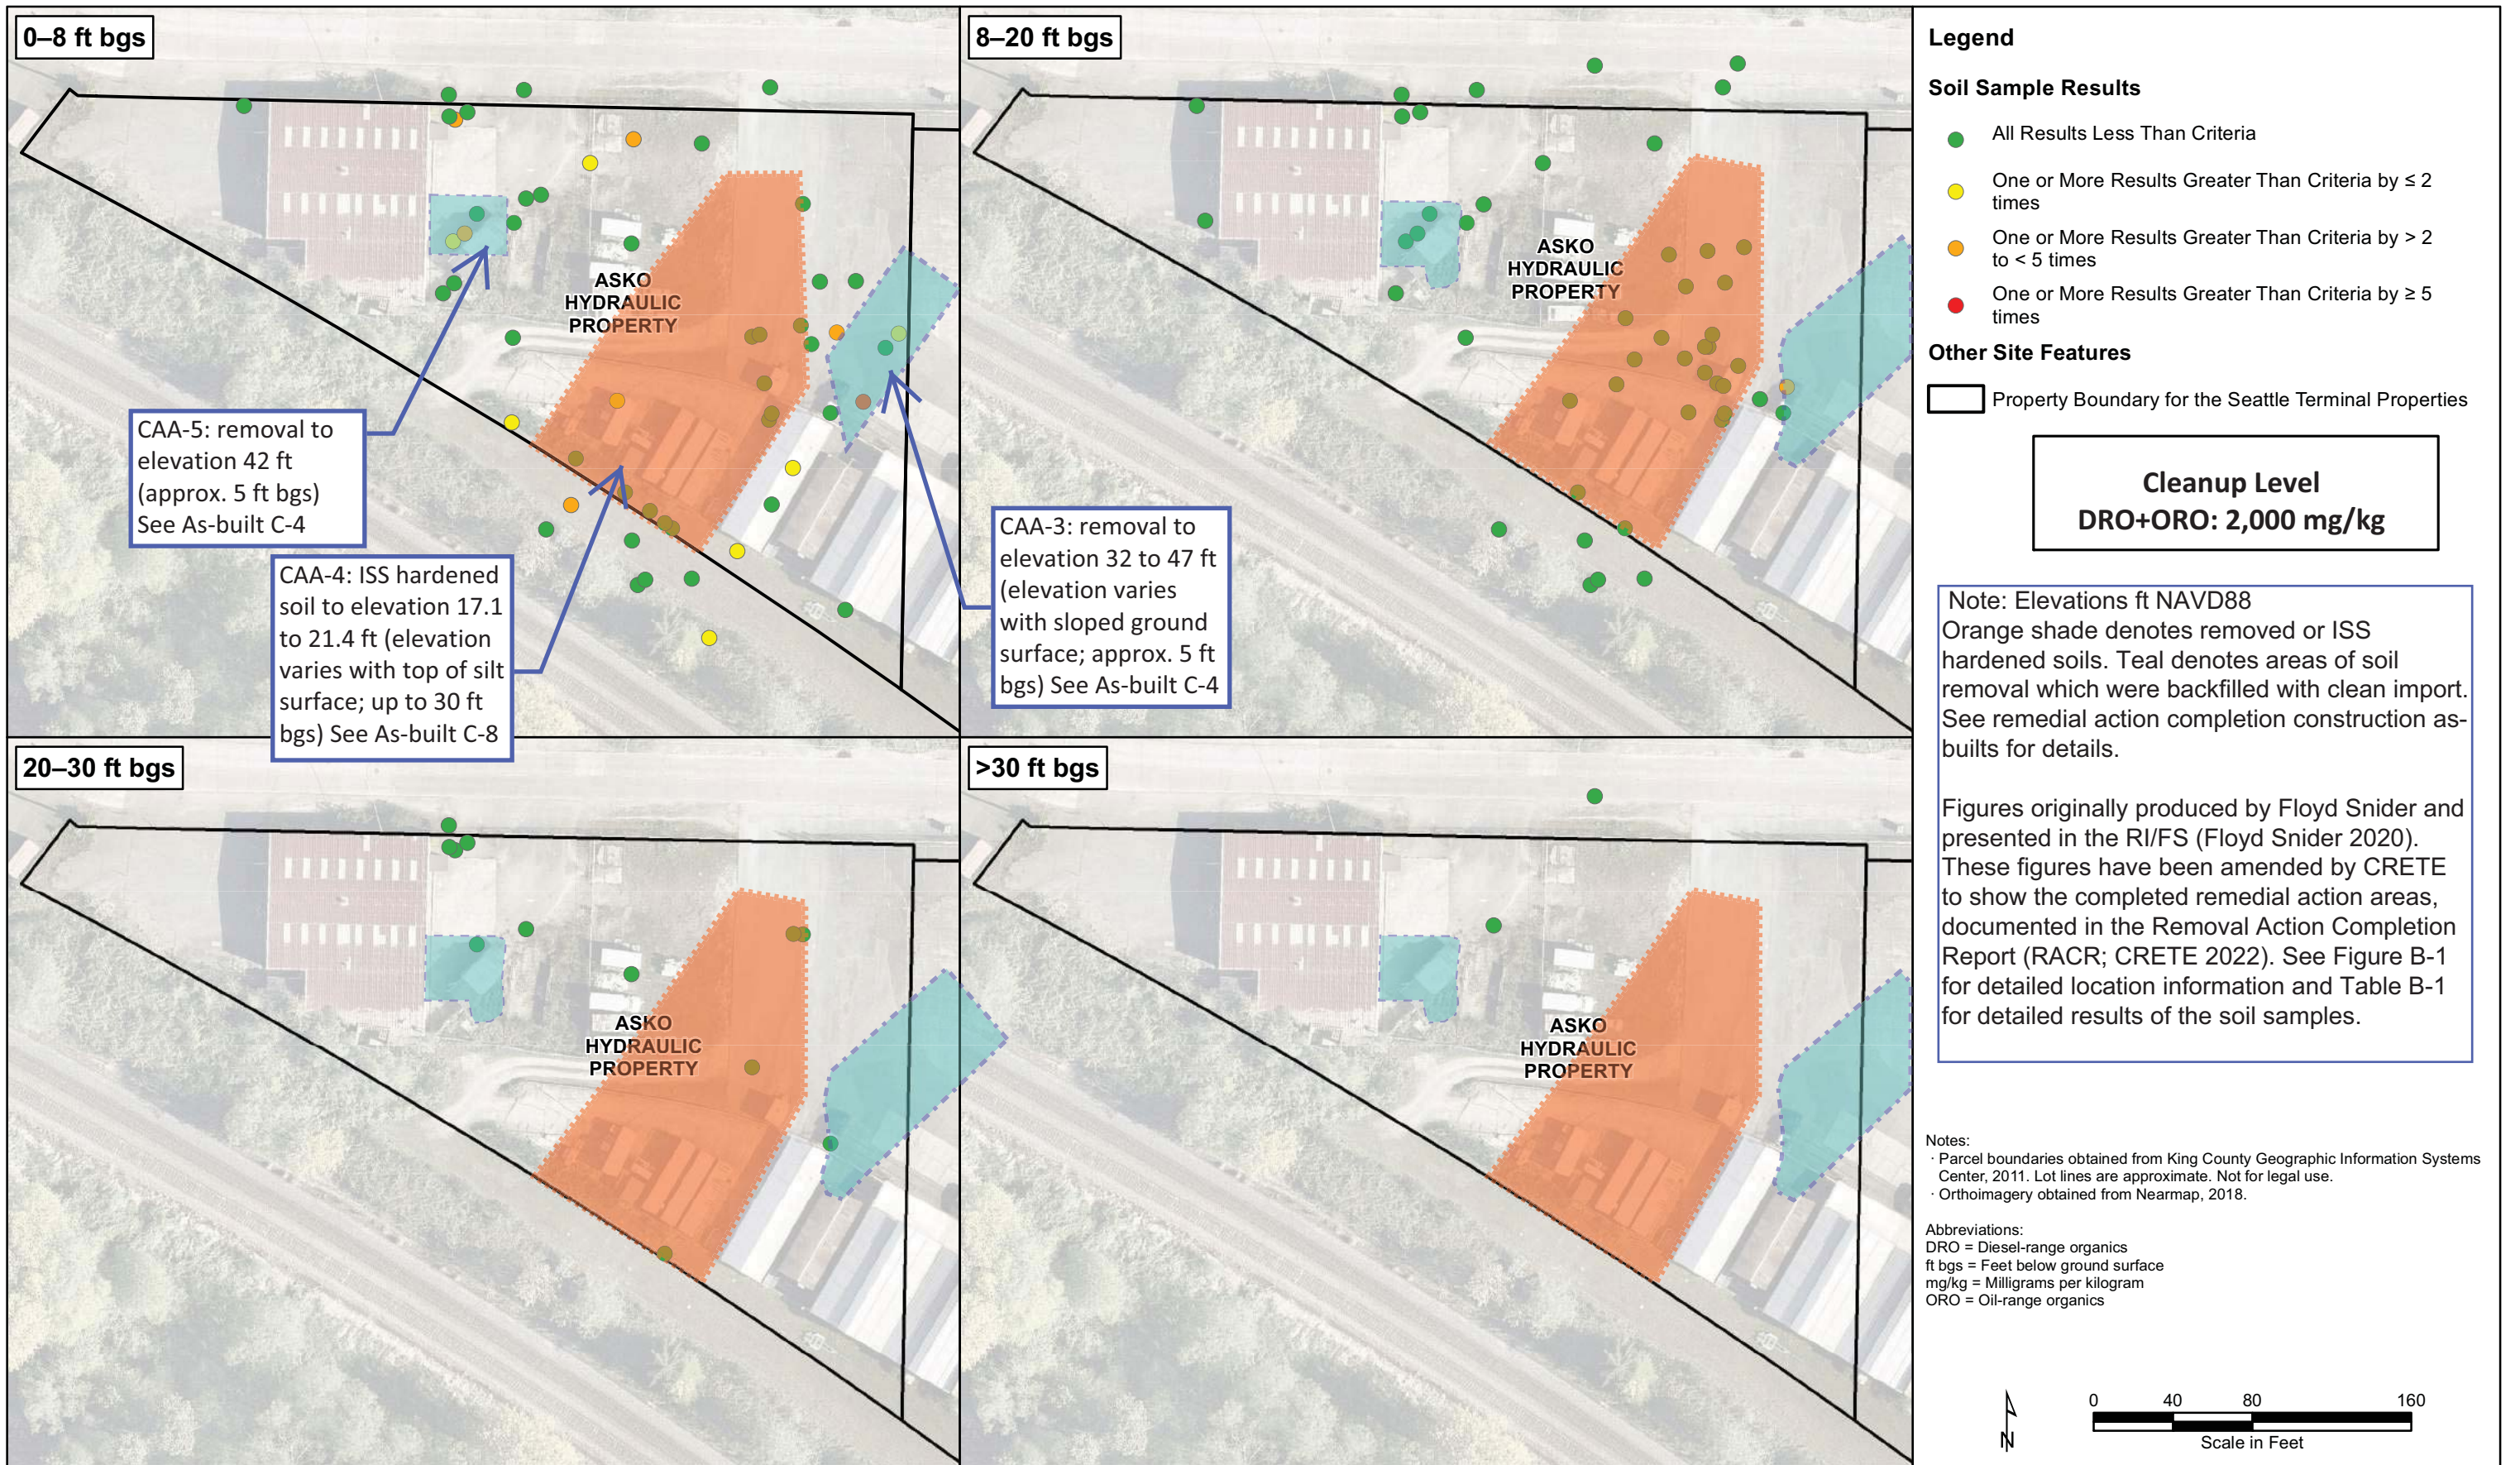 0–8 ft bgs
ASKO
HYDRAULIC
PROPERTY
CAA-5: removal to
elevation 42 ft
(approx. 5 ft bgs)
See As-built C-4
CAA-4: ISS hardened
soil to elevation 17.1
to 21.4 ft (elevation
varies with top of silt
surface; up to 30 ft
bgs) See As-built C-8
8–20 ft bgs
ASKO
HYDRAULIC
PROPERTY
CAA-3: removal to
elevation 32 to 47 ft
(elevation varies
with sloped ground
surface; approx. 5 ft
bgs) See As-built C-4
20–30 ft bgs
ASKO
HYDRAULIC
PROPERTY
>30 ft bgs
ASKO
HYDRAULIC
PROPERTY
Legend
Soil Sample Results
All Results Less Than Criteria
One or More Results Greater Than Criteria by ≤ 2
times
One or More Results Greater Than Criteria by > 2
to < 5 times
One or More Results Greater Than Criteria by ≥ 5
times
Other Site Features
Property Boundary for the Seattle Terminal Properties
Cleanup Level
DRO+ORO: 2,000 mg/kg
Note: Elevations ft NAVD88
Orange shade denotes removed or ISS
hardened soils. Teal denotes areas of soil
removal which were backfilled with clean import.
See remedial action completion construction as-
builts for details.
Figures originally produced by Floyd Snider and
presented in the RI/FS (Floyd Snider 2020).
These figures have been amended by CRETE
to show the completed remedial action areas,
documented in the Removal Action Completion
Report (RACR; CRETE 2022). See Figure B-1
for detailed location information and Table B-1
for detailed results of the soil samples.
Notes:
· Parcel boundaries obtained from King County Geographic Information Systems
Center, 2011. Lot lines are approximate. Not for legal use.
· Orthoimagery obtained from Nearmap, 2018.
Abbreviations:
DRO = Diesel-range organics
ft bgs = Feet below ground surface
mg/kg = Milligrams per kilogram
ORO = Oil-range organics
N
0 40 80 160
Scale in Feet